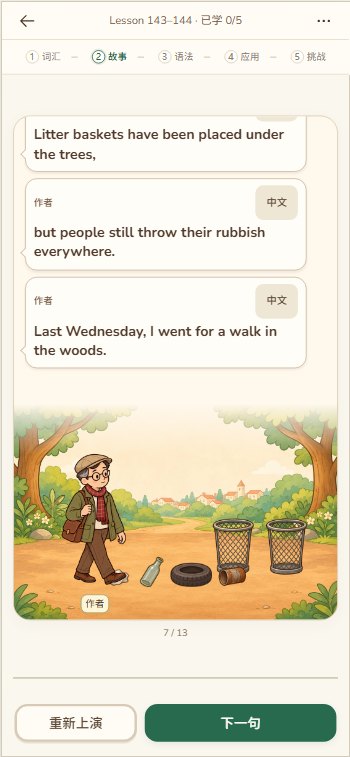 Lesson 143–144 · 已学 0/5
1 词汇 – 2 故事 – 3 语法 – 4 应用 – 5 挑战
Litter baskets have been placed under
the trees,
作者 中文
but people still throw their rubbish
everywhere.
作者 中文
Last Wednesday, I went for a walk in
the woods.
作者
7 / 13
重新上演 下一句